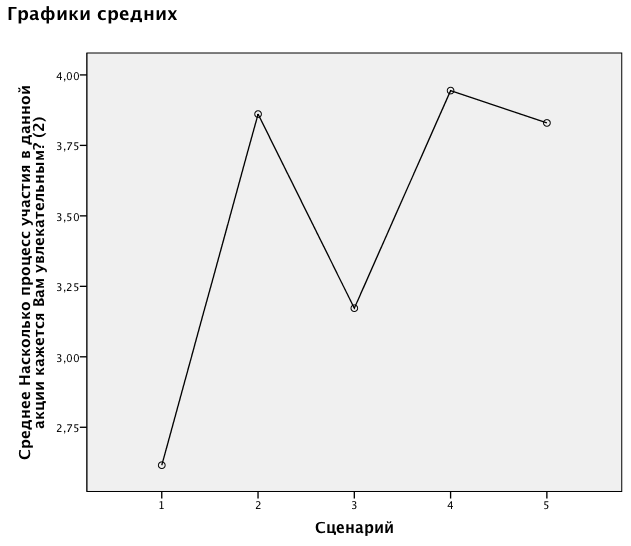 Графики средних
Среднее Насколько процесс участия в данной
акции кажется Вам увлекательным? (2)
4,00
3,75
3,50
3,25
3,00
2,75
1 2 3 4 5
Сценарий